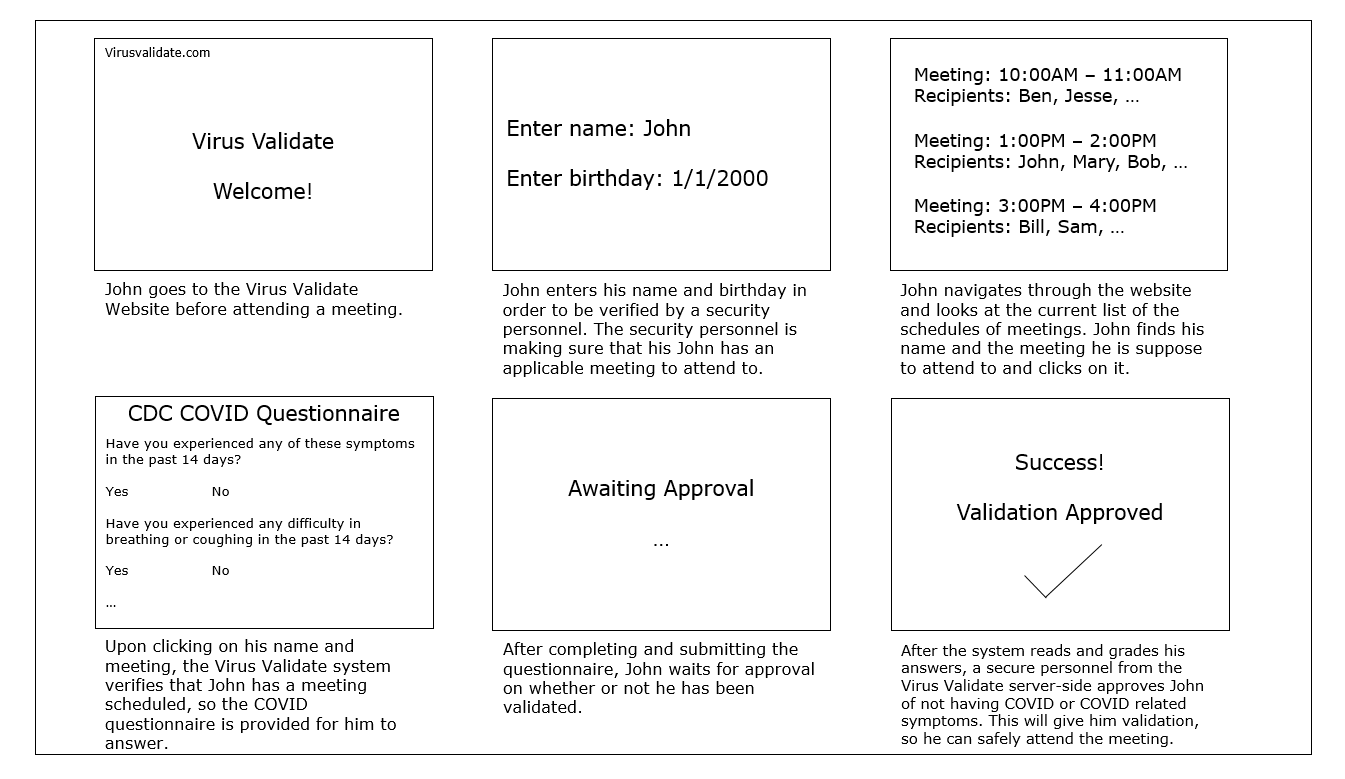 Virusvalidate.com
Virus Validate
Welcome!
John goes to the Virus Validate
Website before attending a meeting.
Enter name: John
Enter birthday: 1/1/2000
John enters his name and birthday in
order to be verified by a security
personnel. The security personnel is
making sure that his John has an
applicable meeting to attend to.
Meeting: 10:00AM – 11:00AM
Recipients: Ben, Jesse, ...
Meeting: 1:00PM – 2:00PM
Recipients: John, Mary, Bob, ...
Meeting: 3:00PM – 4:00PM
Recipients: Bill, Sam, ...
John navigates through the website
and looks at the current list of the
schedules of meetings. John finds his
name and the meeting he is suppose
to attend to and clicks on it.
CDC COVID Questionnaire
Have you experienced any of these symptoms
in the past 14 days?
Yes No
Have you experienced any difficulty in
breathing or coughing in the past 14 days?
Yes No
...
Upon clicking on his name and
meeting, the Virus Validate system
verifies that John has a meeting
scheduled, so the COVID
questionnaire is provided for him to
answer.
Awaiting Approval
...
After completing and submitting the
questionnaire, John waits for approval
on whether or not he has been
validated.
Success!
Validation Approved
After the system reads and grades his
answers, a secure personnel from the
Virus Validate server-side approves John
of not having COVID or COVID related
symptoms. This will give him validation,
so he can safely attend the meeting.